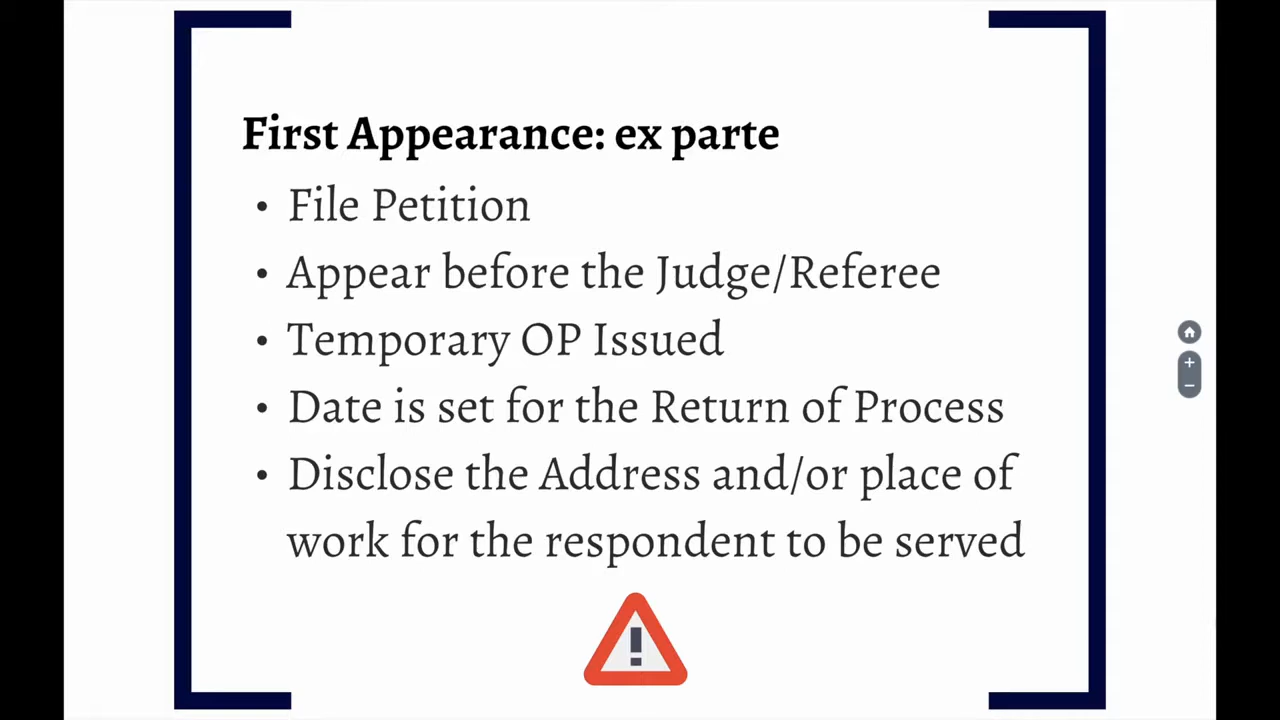 First Appearance: ex parte
• File Petition
• Appear before the Judge/Referee
• Temporary OP Issued
• Date is set for the Return of Process
• Disclose the Address and/or place of
work for the respondent to be served
!
+
−